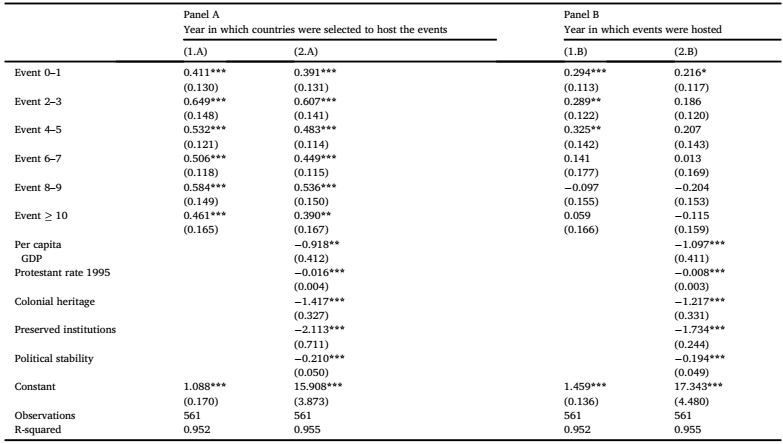 Panel A Panel B
Year in which countries were selected to host the events Year in which events were hosted
(1.A) (2.A) (1.B) (2.B)
Event 0–1 0.411*** 0.391*** 0.294*** 0.216*
(0.130) (0.131) (0.113) (0.117)
Event 2–3 0.649*** 0.607*** 0.289** 0.186
(0.148) (0.141) (0.122) (0.120)
Event 4–5 0.532*** 0.483*** 0.325** 0.207
(0.121) (0.114) (0.142) (0.143)
Event 6–7 0.506*** 0.449*** 0.141 0.013
(0.118) (0.115) (0.177) (0.169)
Event 8–9 0.584*** 0.536*** −0.097 −0.204
(0.149) (0.150) (0.155) (0.153)
Event ≥ 10 0.461*** 0.390** 0.059 −0.115
(0.165) (0.167) (0.166) (0.159)
Per capita −0.918** −1.097***
GDP (0.412) (0.411)
Protestant rate 1995 −0.016*** −0.008***
(0.004) (0.003)
Colonial heritage −1.417*** −1.217***
(0.327) (0.331)
Preserved institutions −2.113*** −1.734***
(0.711) (0.244)
Political stability −0.210*** −0.194***
(0.050) (0.049)
Constant 1.088*** 15.908*** 1.459*** 17.343***
(0.170) (3.873) (0.136) (4.480)
Observations 561 561 561 561
R-squared 0.952 0.955 0.952 0.955